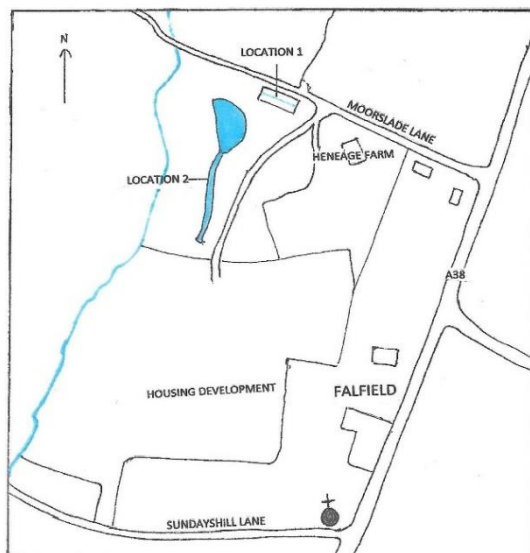 N
LOCATION 1
MOORSLADE LANE
HENEAGE FARM
LOCATION 2
A38
HOUSING DEVELOPMENT
FALFIELD
SUNDAYSHILL LANE